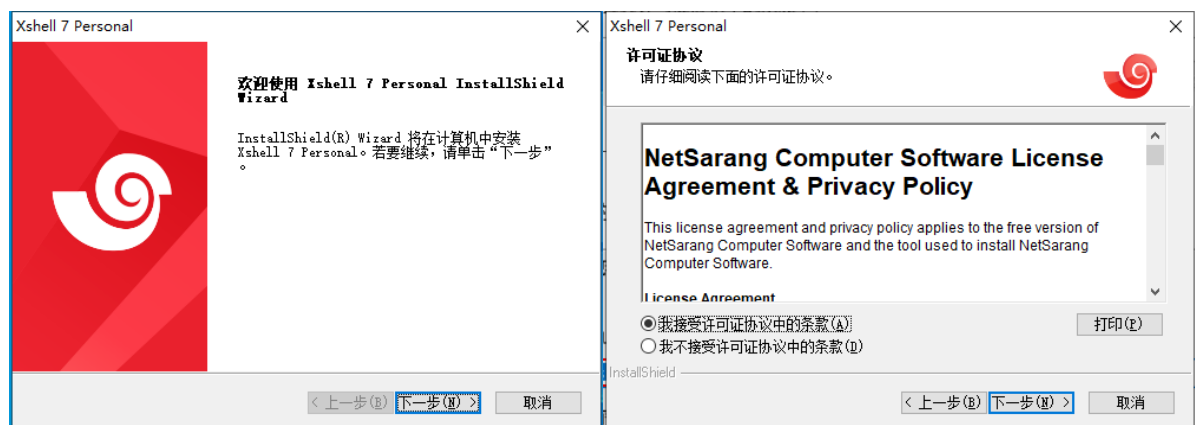 Xshell 7 Personal
欢迎使用 Xshell 7 Personal InstallShield
Wizard
InstallShield(R) Wizard 将在计算机中安装
Xshell 7 Personal。若要继续，请单击“下一步”
。
< 上一步(B)
下一步(N) >
取消
Xshell 7 Personal
许可证协议
请仔细阅读下面的许可证协议。
NetSarang Computer Software License
Agreement & Privacy Policy
This license agreement and privacy policy applies to the free version of
NetSarang Computer Software and the tool used to install NetSarang
Computer Software.
License Agreement
我接受许可证协议中的条款(A)
打印(P)
我不接受许可证协议中的条款(D)
InstallShield
< 上一步(B)
下一步(N) >
取消